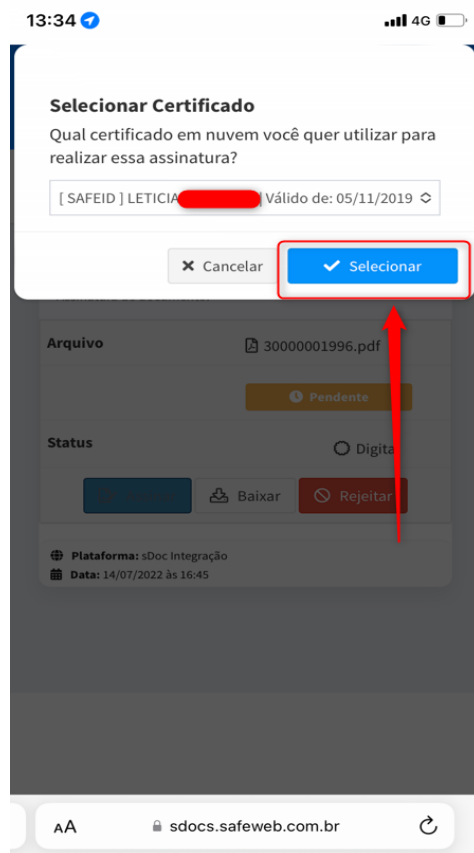 13:34 4G
Selecionar Certificado
Qual certificado em nuvem você quer utilizar para
realizar essa assinatura?
[ SAFEID ] LETICIA Válido de: 05/11/2019
Cancelar Selecionar
Arquivo 30000001996.pdf
Pendente
Status Digita
Baixar Rejeitar
Plataforma: sDoc Integração
Data: 14/07/2022 às 16:45
AA sdocs.safeweb.com.br